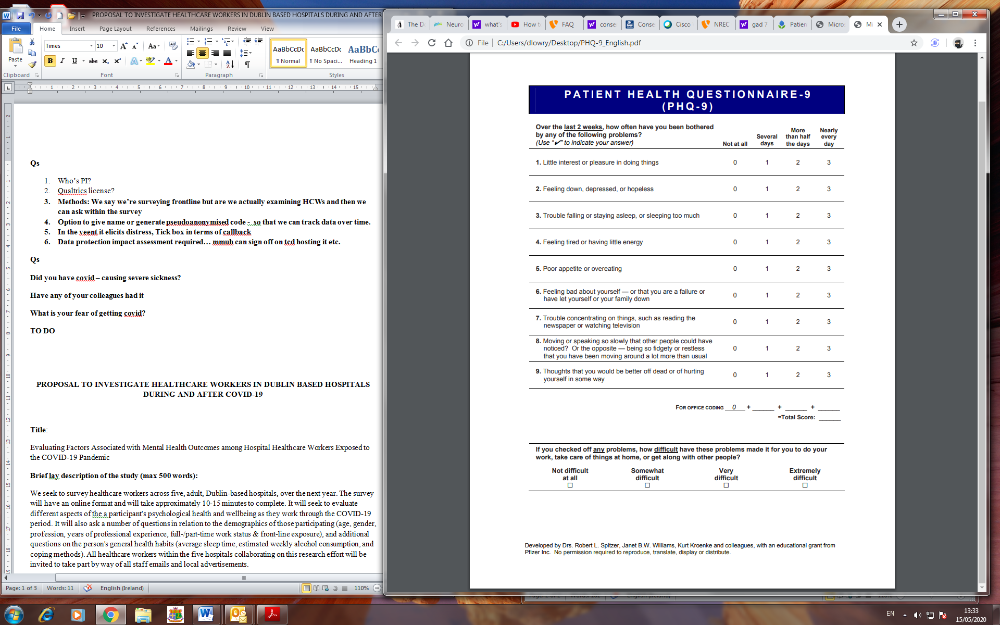 PROPOSAL TO INVESTIGATE HEALTHCARE WORKERS IN DUBLIN BASED HOSPITALS DURING AND AFTER
File Home Insert Page Layout References Mailings Review View
Times 10
Paste
AaBbCcDc AaBbCcDc AaBbC
¶ Normal ¶ No Spaci... Heading 1
Clipboard Font Paragraph Styles
Qs
1. Who's PI?
2. Qualtrics license?
3. Methods: We say we're surveying frontline but are we actually examining HCWs and then we
can ask within the survey
4. Option to give name or generate pseudoanonymised code - so that we can track data over time.
5. In the veent it elicits distress, Tick box in terms of callback
6. Data protection impact assessment required… mmuh can sign off on tcd hosting it etc.
Qs
Did you have covid – causing severe sickness?
Have any of your colleagues had it
What is your fear of getting covid?
TO DO
PROPOSAL TO INVESTIGATE HEALTHCARE WORKERS IN DUBLIN BASED HOSPITALS
DURING AND AFTER COVID-19
Title:
Evaluating Factors Associated with Mental Health Outcomes among Hospital Healthcare Workers Exposed to
the COVID-19 Pandemic
Brief lay description of the study (max 500 words):
We seek to survey healthcare workers across five, adult, Dublin-based hospitals, over the next year. The survey
will have an online format and will take approximately 10-15 minutes to complete. It will seek to evaluate
different aspects of the a participant's psychological health and wellbeing as they work through the COVID-19
period. It will also ask a number of questions in relation to the demographics of those participating (age, gender,
profession, years of professional experience, full-/part-time work status & front-line exposure), and additional
questions on the person's general health habits (average sleep time, estimated weekly alcohol consumption, and
coping methods). All healthcare workers within the five hospitals collaborating on this research effort will be
invited to take part by way of all staff emails and local advertisements.
Page: 1 of 3 Words: 11 English (Ireland) 110%
The D Neuro what's How t FAQ conse Conse Cisco NREC gad 7 Patien Micro Mi
File C:/Users/dlowry/Desktop/PHQ-9_English.pdf
PATIENT HEALTH QUESTIONNAIRE-9
(PHQ-9)
Over the last 2 weeks, how often have you been bothered
by any of the following problems?
(Use "✔" to indicate your answer)
Not at all
Several
days
More
than half
the days
Nearly
every
day
1. Little interest or pleasure in doing things 0 1 2 3
2. Feeling down, depressed, or hopeless 0 1 2 3
3. Trouble falling or staying asleep, or sleeping too much 0 1 2 3
4. Feeling tired or having little energy 0 1 2 3
5. Poor appetite or overeating 0 1 2 3
6. Feeling bad about yourself — or that you are a failure or
have let yourself or your family down 0 1 2 3
7. Trouble concentrating on things, such as reading the
newspaper or watching television 0 1 2 3
8. Moving or speaking so slowly that other people could have
noticed? Or the opposite — being so fidgety or restless
that you have been moving around a lot more than usual 0 1 2 3
9. Thoughts that you would be better off dead or of hurting
yourself in some way 0 1 2 3
FOR OFFICE CODING 0 + ______ + ______ + ______
=Total Score: ______
If you checked off any problems, how difficult have these problems made it for you to do your
work, take care of things at home, or get along with other people?
Not difficult
at all
Somewhat
difficult
Very
difficult
Extremely
difficult
Developed by Drs. Robert L. Spitzer, Janet B.W. Williams, Kurt Kroenke and colleagues, with an educational grant from
Pfizer Inc. No permission required to reproduce, translate, display or distribute.
EN
13:33
15/05/2020